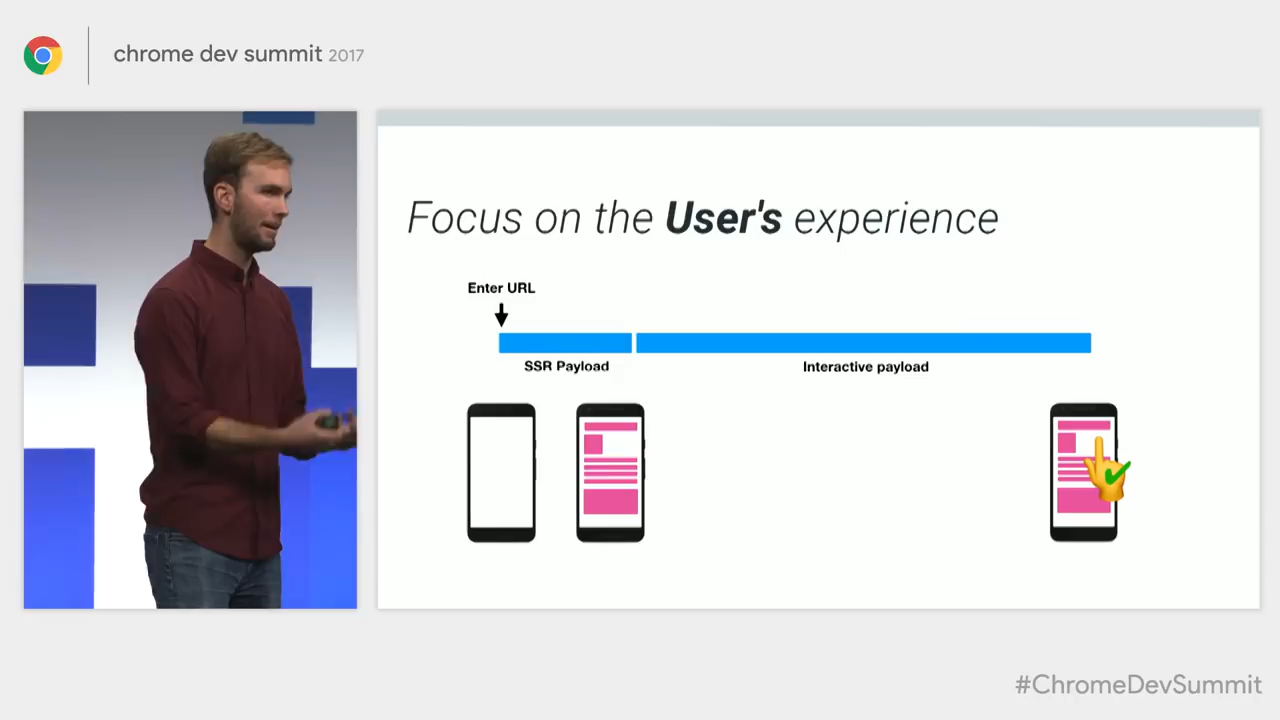 chrome dev summit 2017
Focus on the User's experience
Enter URL
SSR Payload
Interactive payload
#ChromeDevSummit